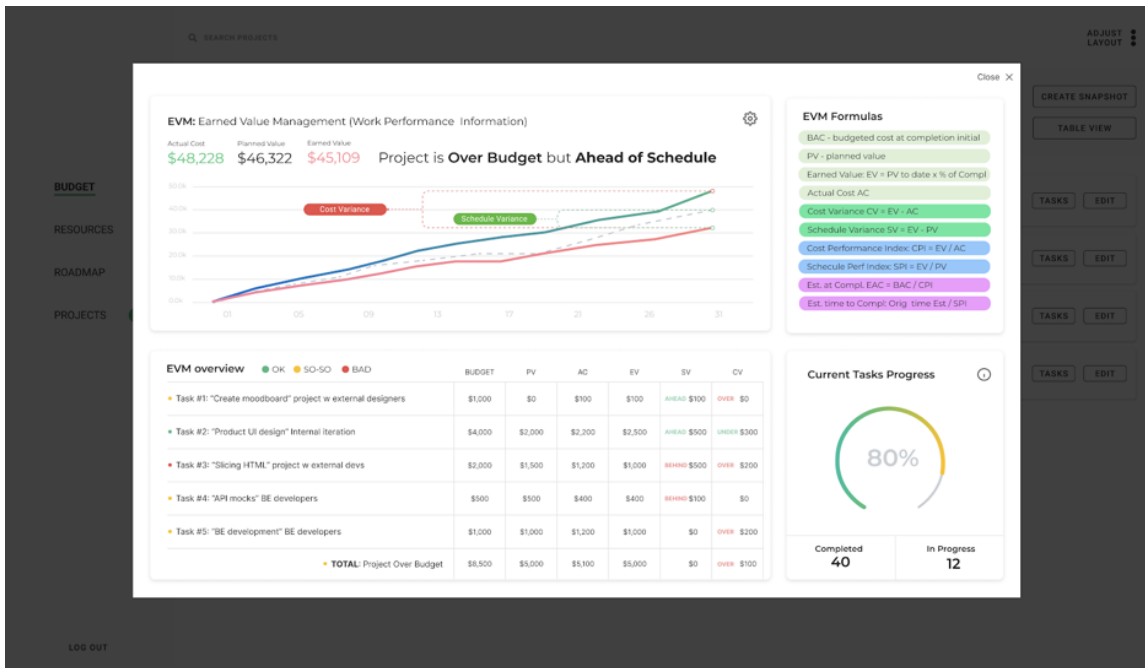 SEARCH PROJECTS
ADJUST
LAYOUT
Close
CREATE SNAPSHOT
TABLE VIEW
BUDGET
RESOURCES
ROADMAP
PROJECTS
LOG OUT
TASKS EDIT
TASKS EDIT
TASKS EDIT
TASKS EDIT
EVM: Earned Value Management (Work Performance Information)
Actual Cost Planned Value Earned Value
$48,228 $46,322 $45,109 Project is Over Budget but Ahead of Schedule
50.0k
40.0k
30.0k
20.0k
10.0k
0.0k
Cost Variance
Schedule Variance
01 05 09 13 17 21 26 31
EVM Formulas
BAC - budgeted cost at completion initial
PV - planned value
Earned Value: EV = PV to date x % of Compl
Actual Cost AC
Cost Variance CV = EV - AC
Schedule Variance SV = EV - PV
Cost Performance Index: CPI = EV / AC
Schecule Perf Index: SPI = EV / PV
Est. at Compl. EAC = BAC / CPI
Est. time to Compl: Orig time Est / SPI
EVM overview OK SO-SO BAD BUDGET PV AC EV SV CV
Task #1: "Create moodboard" project w external designers $1,000 $0 $100 $100 AHEAD $100 OVER $0
Task #2: "Product UI design" Internal iteration $4,000 $2,000 $2,200 $2,500 AHEAD $500 UNDER $300
Task #3: "Slicing HTML" project w external devs $2,000 $1,500 $1,200 $1,000 BEHIND $500 OVER $200
Task #4: "API mocks" BE developers $500 $500 $400 $400 BEHIND $100 $0
Task #5: "BE development" BE developers $1,000 $1,000 $1,200 $1,000 $0 OVER $200
TOTAL: Project Over Budget $8,500 $5,000 $5,100 $5,000 $0 OVER $100
Current Tasks Progress
80%
Completed In Progress
40 12